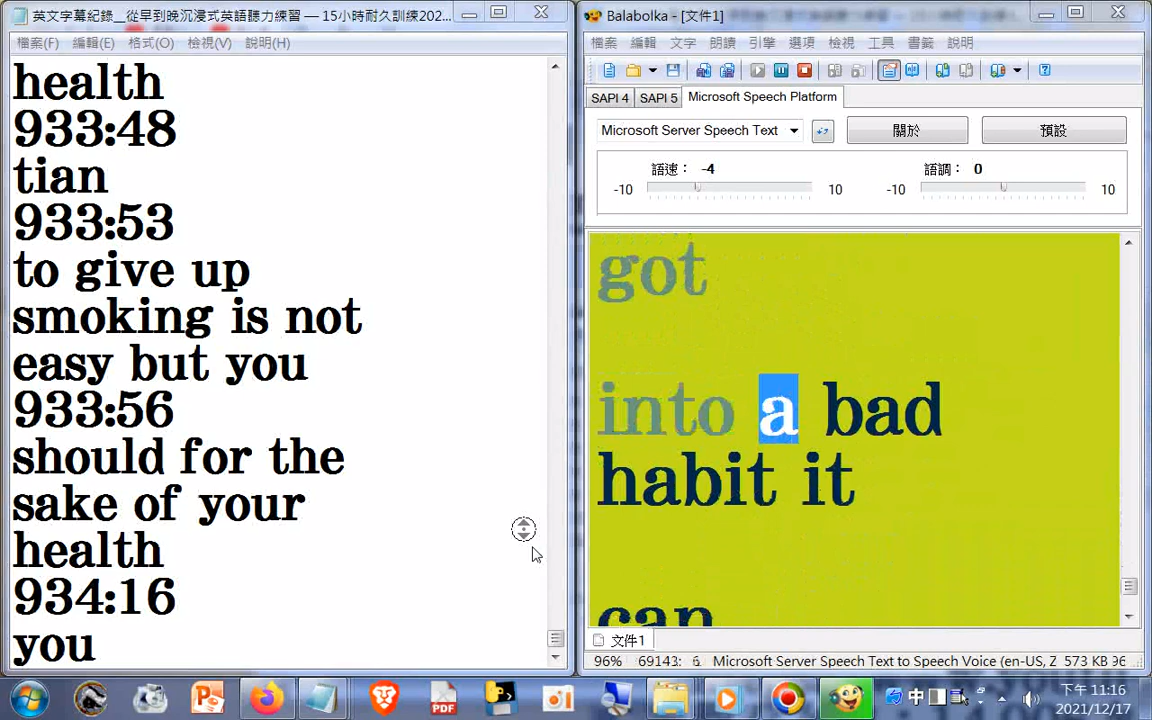 英文字幕紀錄__從早到晚沉浸式英語聽力練習 — 15小時耐久訓練202...
檔案(F) 編輯(E) 格式(O) 檢視(V) 說明(H)
health
933:48
tian
933:53
to give up
smoking is not
easy but you
933:56
should for the
sake of your
health
934:16
you
Balabolka - [文件1]
檔案 編輯 文字 朗讀 引擎 選項 檢視 工具 書籤 說明
SAPI 4 SAPI 5 Microsoft Speech Platform
Microsoft Server Speech Text 關於 預設
語速： -4 語調： 0
-10 10 -10 10
got
into a bad
habit it
can
文件1
96% 69143: 6 Microsoft Server Speech Text to Speech Voice (en-US, Z 573 KB 96
PDF
中
下午 11:16
2021/12/17